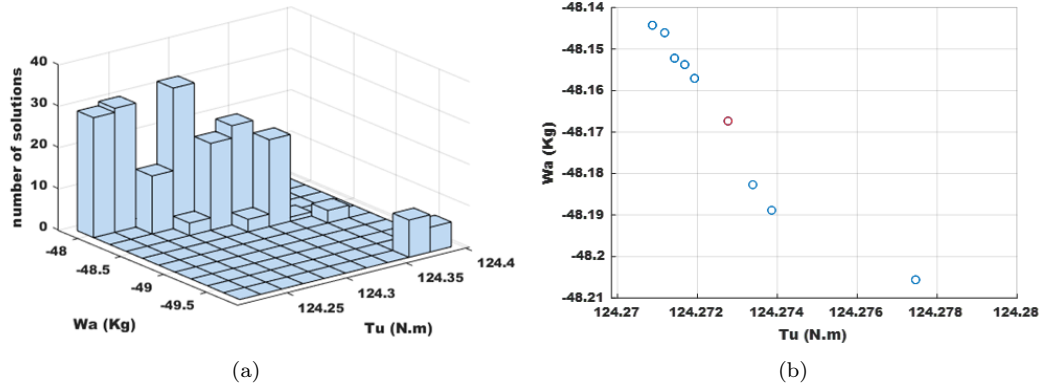 40
30
20
10
0
number of solutions
-48
-48.5
-49
-49.5
Wa (Kg)
124.25
124.3
124.35
124.4
Tu (N.m)
(a)
-48.14
-48.15
-48.16
-48.17
-48.18
-48.19
-48.2
-48.21
Wa (Kg)
124.27 124.272 124.274 124.276 124.278 124.28
Tu (N.m)
(b)